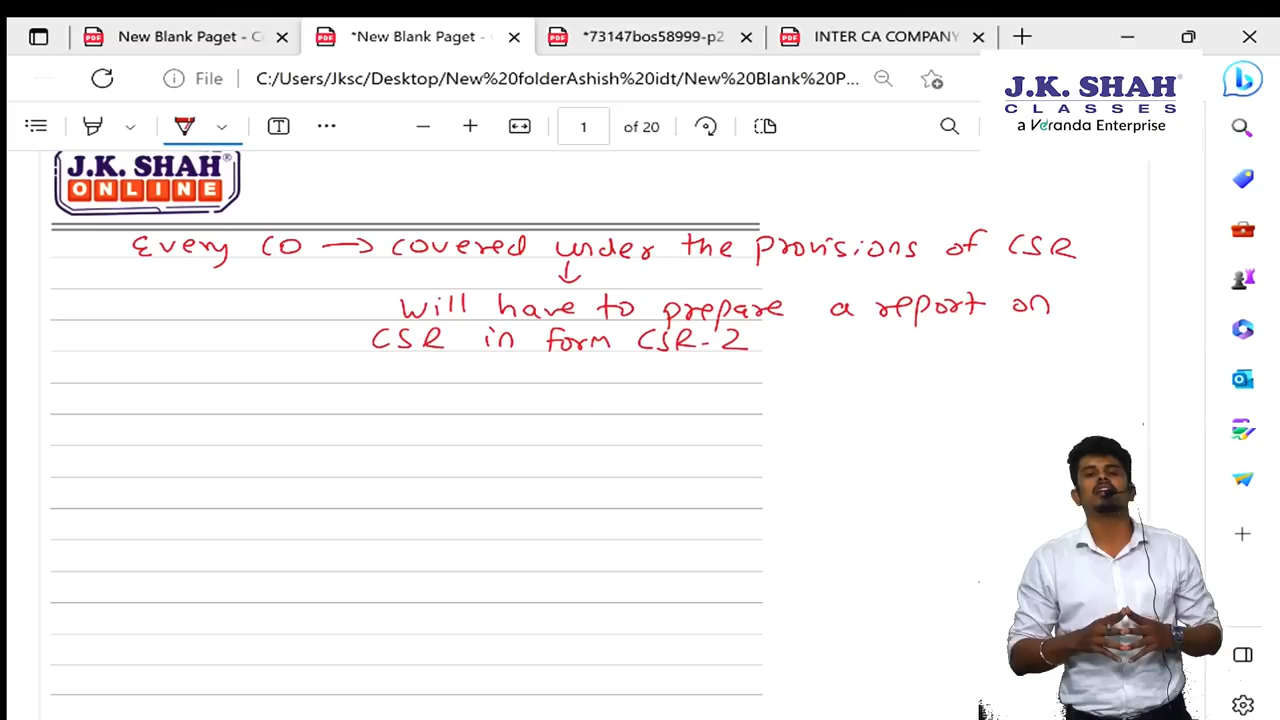 New Blank Paget - C
*New Blank Paget -
*73147bos58999-p2
INTER CA COMPANY
File
C:/Users/Jksc/Desktop/New%20folderAshish%20idt/New%20Blank%20P...
J.K. SHAH®
CLASSES
a Veranda Enterprise
1 of 20
J.K. SHAH®
ONLINE
Every CO → covered under the provisions of CSR
↓
Will have to prepare a report on
CSR in form CSR-2